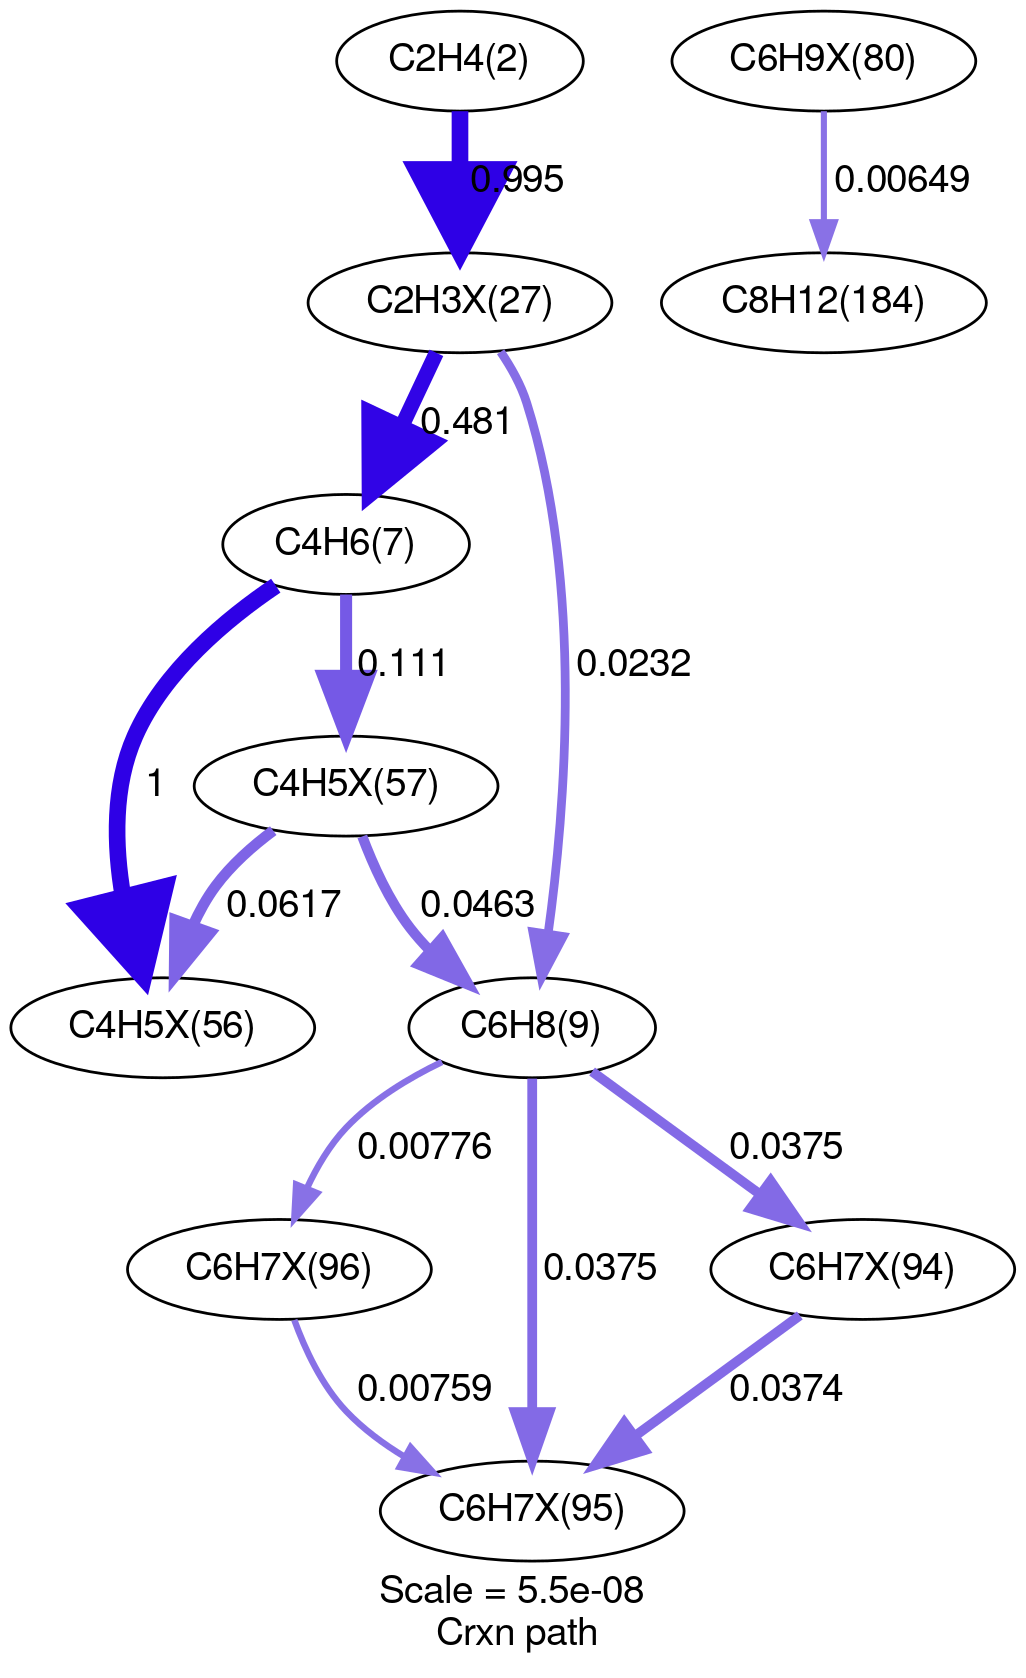 C2H4(2)
C6H9X(80)
0.995
0.00649
C2H3X(27)
C8H12(184)
0.481
C4H6(7)
0.111
0.0232
1
C4H5X(57)
0.0617
0.0463
C4H5X(56)
C6H8(9)
0.00776
0.0375
0.0375
C6H7X(96)
C6H7X(94)
0.00759
0.0374
C6H7X(95)
Scale = 5.5e-08
Crxn path